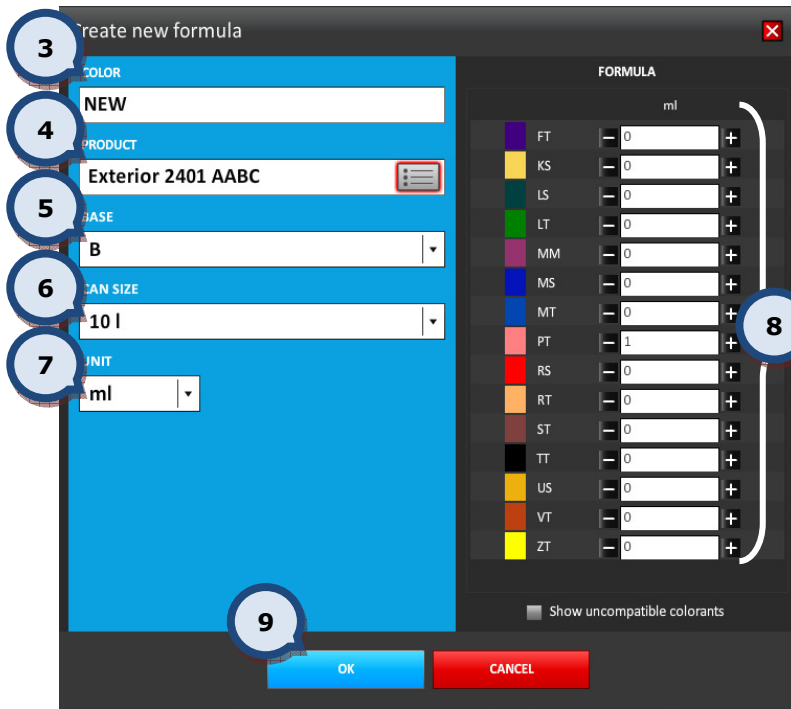 Create new formula
3
COLOR
NEW
4
PRODUCT
Exterior 2401 AABC
5
BASE
B
6
CAN SIZE
10 l
7
UNIT
ml
FORMULA
ml
FT 0
KS 0
LS 0
LT 0
MM 0
MS 0
MT 0
PT 1
RS 0
RT 0
ST 0
TT 0
US 0
VT 0
ZT 0
8
Show uncompatible colorants
9
OK
CANCEL